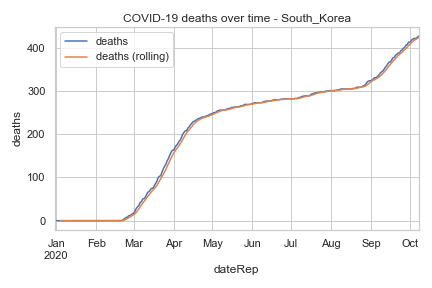 COVID-19 deaths over time - South_Korea
deaths
deaths (rolling)
400
300
200
100
0
deaths
Jan Feb Mar Apr May Jun Jul Aug Sep Oct
2020
dateRep